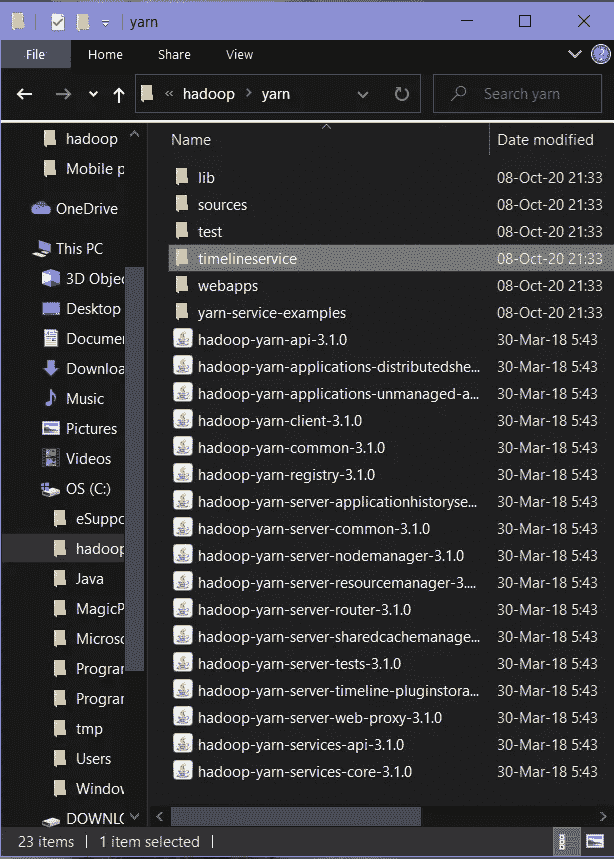 yarn
File Home Share View
« hadoop > yarn
Search yarn
Name Date modified
hadoop
Mobile p
OneDrive
This PC
3D Objec
Desktop
Documer
Downloa
Music
Pictures
Videos
OS (C:)
eSuppo
hadoop
Java
MagicP
Microso
Program
Program
tmp
Users
Window
DOWNLO
lib 08-Oct-20 21:33
sources 08-Oct-20 21:33
test 08-Oct-20 21:33
timelineservice 08-Oct-20 21:33
webapps 08-Oct-20 21:33
yarn-service-examples 08-Oct-20 21:33
hadoop-yarn-api-3.1.0 30-Mar-18 5:43
hadoop-yarn-applications-distributedshe... 30-Mar-18 5:43
hadoop-yarn-applications-unmanaged-a... 30-Mar-18 5:43
hadoop-yarn-client-3.1.0 30-Mar-18 5:43
hadoop-yarn-common-3.1.0 30-Mar-18 5:43
hadoop-yarn-registry-3.1.0 30-Mar-18 5:43
hadoop-yarn-server-applicationhistoryse... 30-Mar-18 5:43
hadoop-yarn-server-common-3.1.0 30-Mar-18 5:43
hadoop-yarn-server-nodemanager-3.1.0 30-Mar-18 5:43
hadoop-yarn-server-resourcemanager-3.... 30-Mar-18 5:43
hadoop-yarn-server-router-3.1.0 30-Mar-18 5:43
hadoop-yarn-server-sharedcachemanage... 30-Mar-18 5:43
hadoop-yarn-server-tests-3.1.0 30-Mar-18 5:43
hadoop-yarn-server-timeline-pluginstora... 30-Mar-18 5:43
hadoop-yarn-server-web-proxy-3.1.0 30-Mar-18 5:43
hadoop-yarn-services-api-3.1.0 30-Mar-18 5:43
hadoop-yarn-services-core-3.1.0 30-Mar-18 5:43
23 items 1 item selected